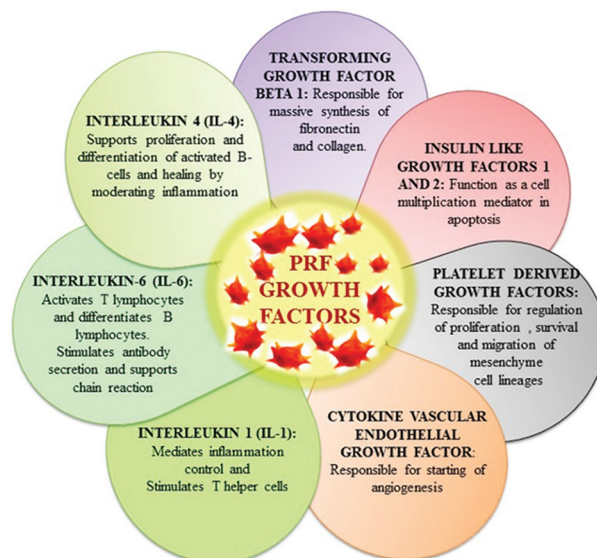 TRANSFORMING
GROWTH FACTOR
BETA 1: Responsible for
massive synthesis of
fibronectin
and collagen.
INSULIN LIKE
GROWTH FACTORS 1
AND 2: Function as a cell
multiplication mediator in
apoptosis
PLATELET DERIVED
GROWTH FACTORS:
Responsible for regulation
of proliferation , survival
and migration of
mesenchyme
cell lineages
CYTOKINE VASCULAR
ENDOTHELIAL
GROWTH FACTOR:
Responsible for starting of
angiogenesis
INTERLEUKIN 1 (IL-1):
Mediates inflammation
control and
Stimulates T helper cells
INTERLEUKIN-6 (IL-6):
Activates T lymphocytes
and differentiates B
lymphocytes.
Stimulates antibody
secretion and supports
chain reaction
INTERLEUKIN 4 (IL-4):
Supports proliferation and
differentiation of activated B-
cells and healing by
moderating inflammation
PRF
GROWTH
FACTORS